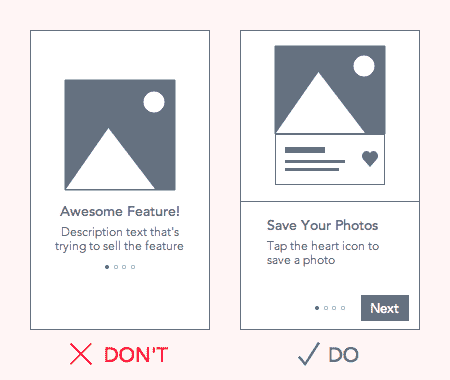 Awesome Feature!
Description text that's
trying to sell the feature
DON'T
Save Your Photos
Tap the heart icon to
save a photo
Next
DO